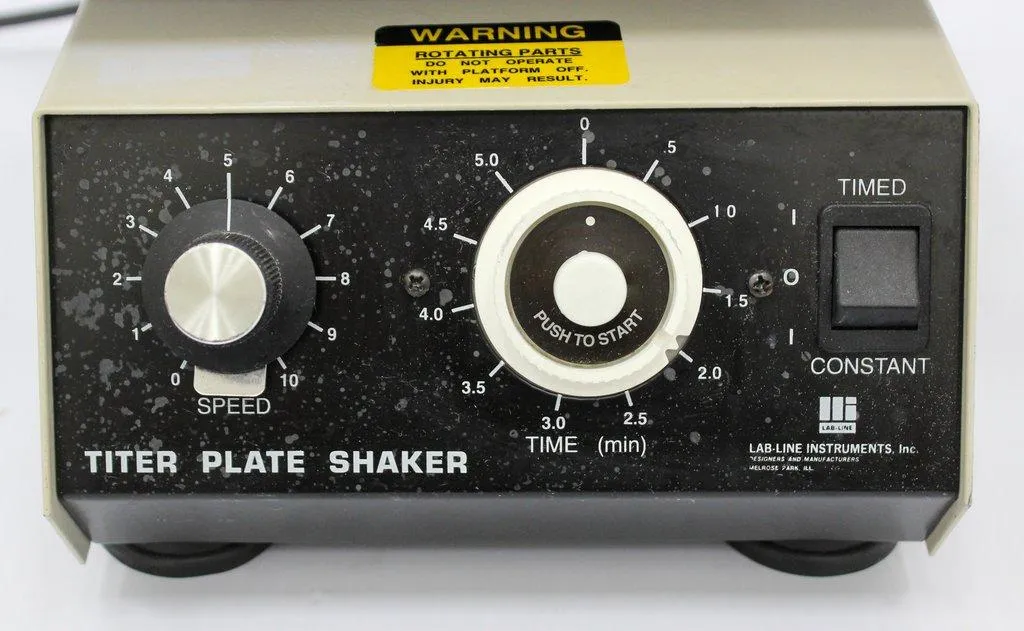 WARNING
ROTATING PARTS
DO NOT OPERATE
WITH PLATFORM OFF.
INJURY MAY RESULT.
0
1
2
3
4
5
6
7
8
9
10
SPEED
0
.5
1 0
1.5
2.0
2.5
3.0
3.5
4.0
4.5
5.0
PUSH TO START
TIME (min)
TIMED
I
O
I
CONSTANT
TITER PLATE SHAKER
LAB-LINE
LAB-LINE INSTRUMENTS, Inc.
DESIGNERS AND MANUFACTURERS
MELROSE PARK, ILL.